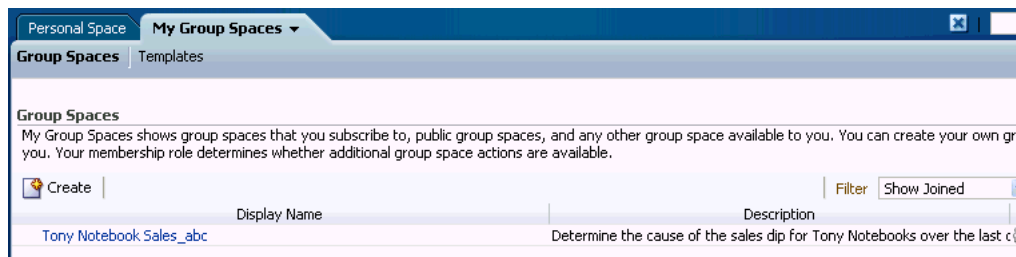 Personal Space My Group Spaces
Group Spaces Templates
Group Spaces
My Group Spaces shows group spaces that you subscribe to, public group spaces, and any other group space available to you. You can create your own gr
you. Your membership role determines whether additional group space actions are available.
Create Filter Show Joined
Display Name Description
Tony Notebook Sales_abc Determine the cause of the sales dip for Tony Notebooks over the last